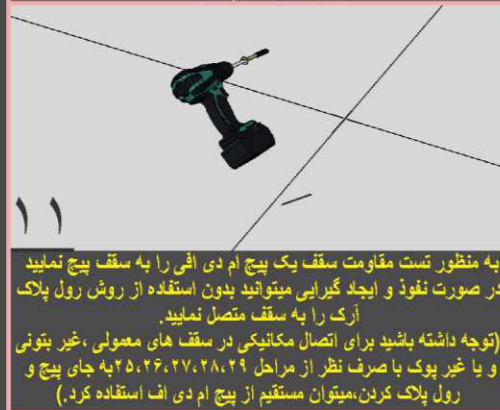 ۱۱
به منظور تست مقاومت سقف یک پیچ ام دی افی را به سقف پیچ نمایید
در صورت نفوذ و ایجاد گیرایی میتوانید بدون استفاده از روش رول پلاک
آرک را به سقف متصل نمایید.
(توجه داشته باشید برای اتصال مکانیکی در سقف های معمولی ،غیر بتونی
و یا غیر پوک با صرف نظر از مراحل ۲۵،۲۶،۲۷،۲۸،۲۹به جای پیچ و
رول پلاک کردن،میتوان مستقیم از پیچ ام دی اف استفاده کرد.)